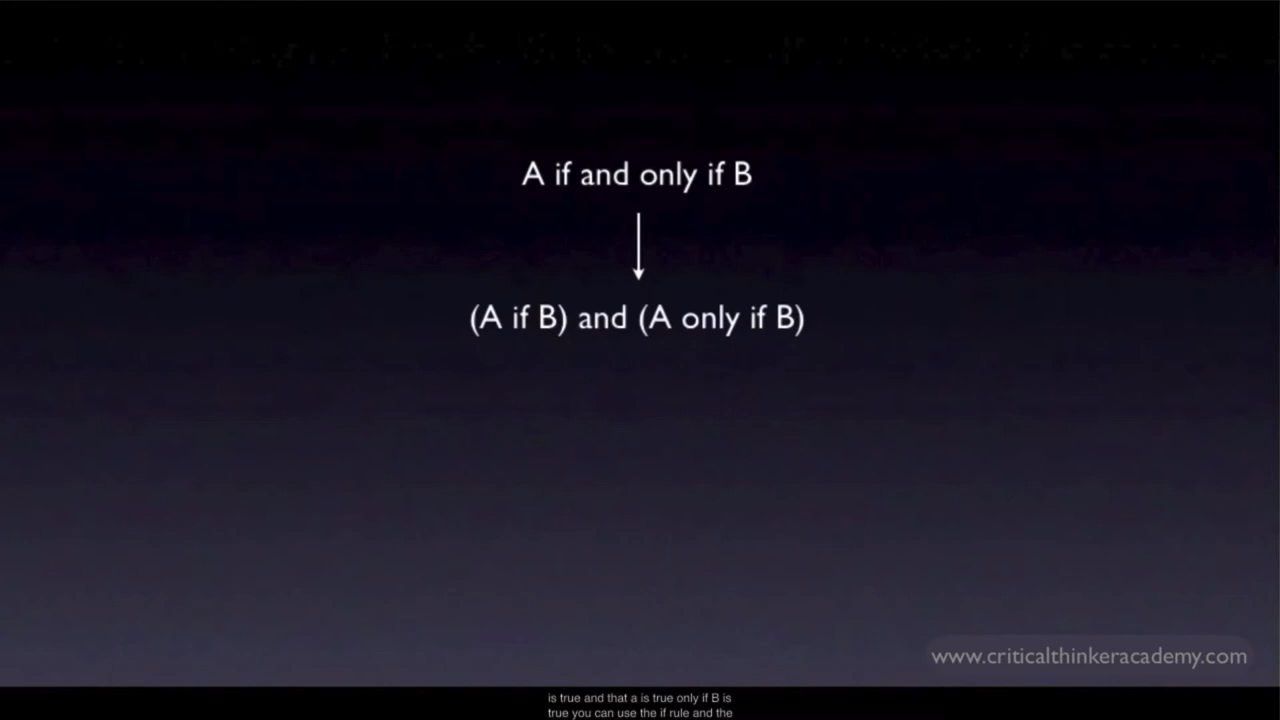 A if and only if B
(A if B) and (A only if B)
www.criticalthinkeracademy.com
is true and that a is true only if B is
true you can use the if rule and the